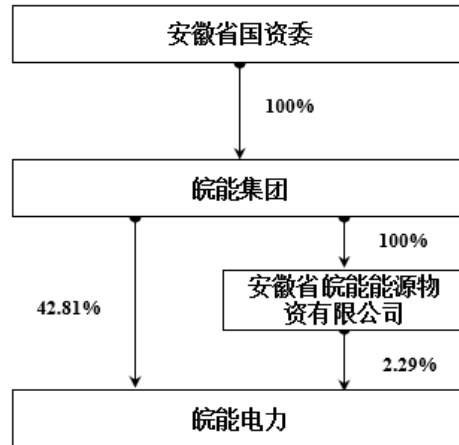 安徽省国资委
100%
皖能集团
100%
42.81%
安徽省皖能能源物
资有限公司
2.29%
皖能电力